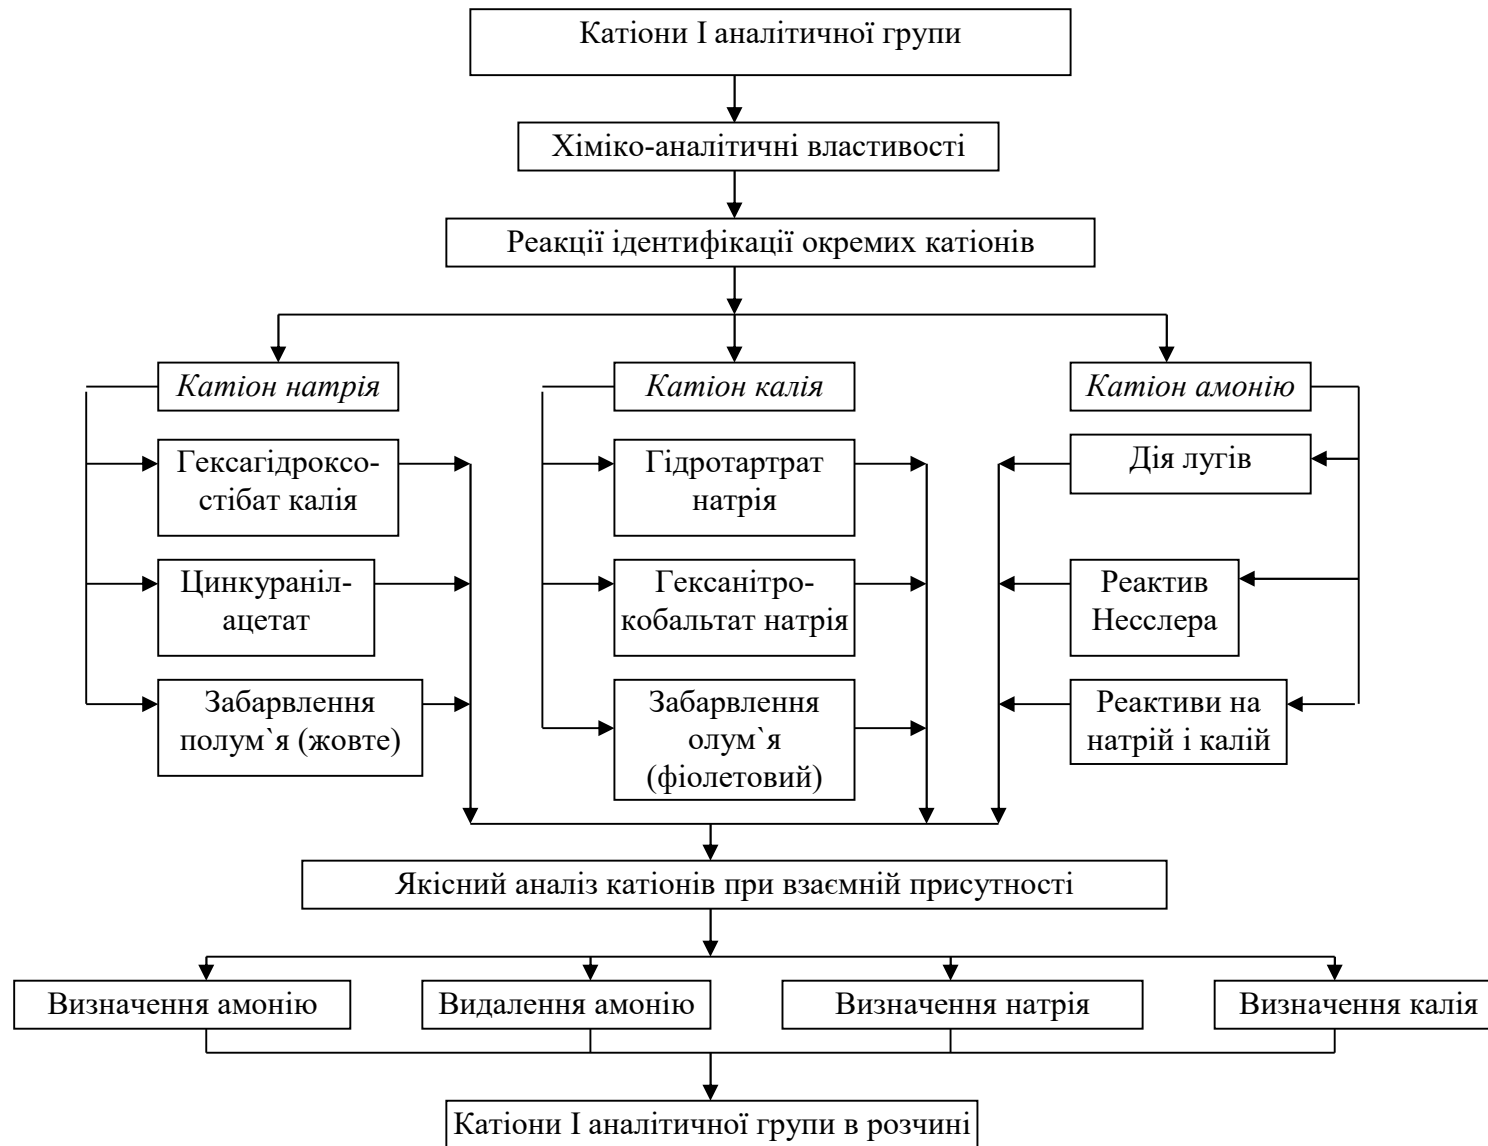 Катіони І аналітичної групи
Хіміко-аналітичні властивості
Реакції ідентифікації окремих катіонів
Катіон натрія
Катіон калія
Катіон амонію
Гексагідроксо-
стібат калія
Гідротартрат
натрія
Дія лугів
Цинкураніл-
ацетат
Гексанітро-
кобальтат натрія
Реактив
Несслера
Забарвлення
полум`я (жовте)
Забарвлення
олум`я
(фіолетовий)
Реактиви на
натрій і калій
Якісний аналіз катіонів при взаємній присутності
Визначення амонію
Видалення амонію
Визначення натрія
Визначення калія
Катіони І аналітичної групи в розчині